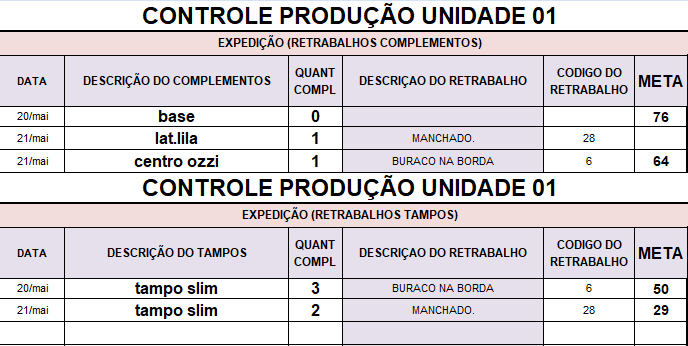 CONTROLE PRODUÇÃO UNIDADE 01
EXPEDIÇÃO (RETRABALHOS COMPLEMENTOS)
DATA DESCRIÇÃO DO COMPLEMENTOS QUANT COMPL DESCRIÇAO DO RETRABALHO CODIGO DO RETRABALHO META
20/mai base 0 76
21/mai lat.lila 1 MANCHADO. 28
21/mai centro ozzi 1 BURACO NA BORDA 6 64
CONTROLE PRODUÇÃO UNIDADE 01
EXPEDIÇÃO (RETRABALHOS TAMPOS)
DATA DESCRIÇÃO DO TAMPOS QUANT COMPL DESCRIÇAO DO RETRABALHO CODIGO DO RETRABALHO META
20/mai tampo slim 3 BURACO NA BORDA 6 50
21/mai tampo slim 2 MANCHADO. 28 29